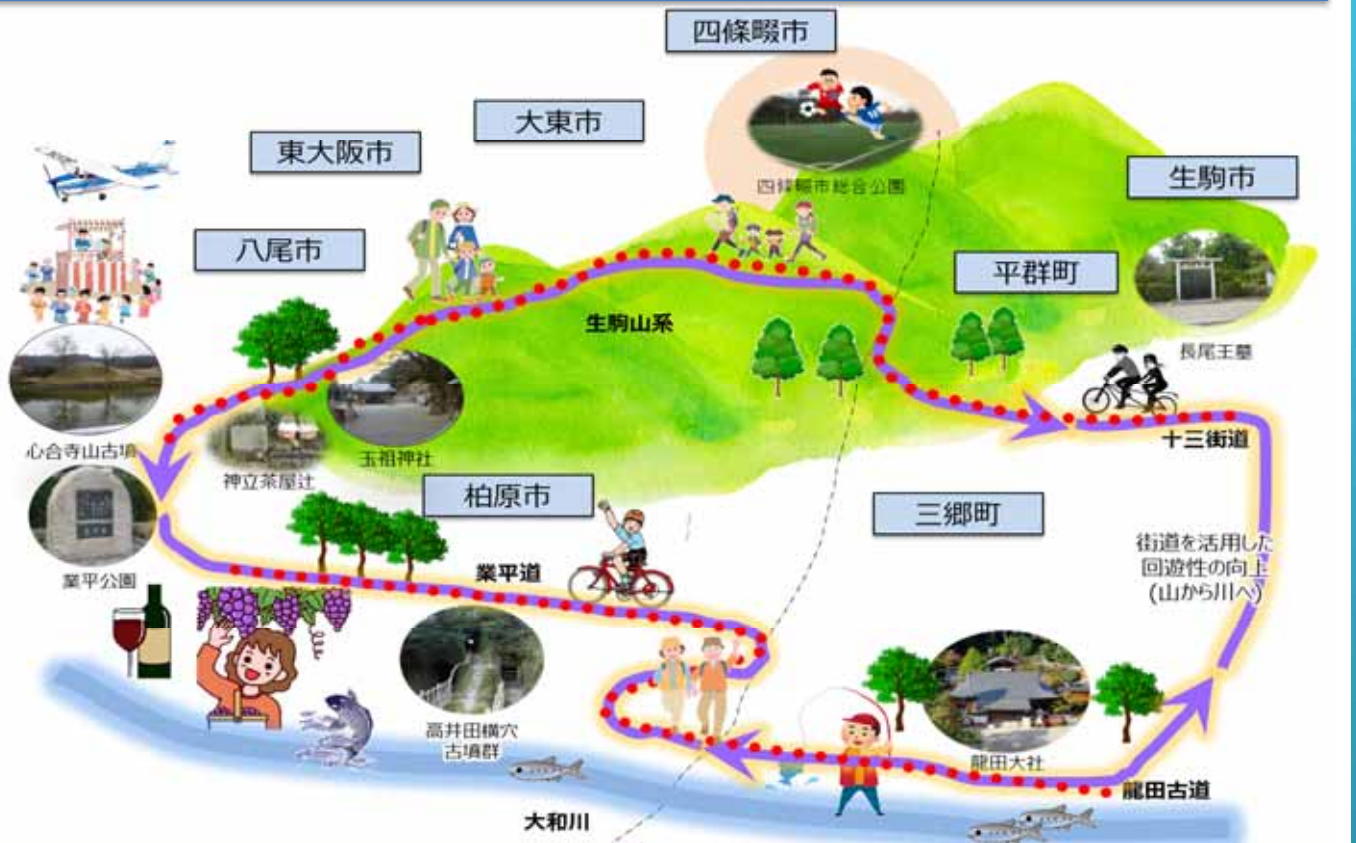 四條畷市
大東市
東大阪市
四條畷市総合公園
生駒市
八尾市
平群町
生駒山系
長尾王墓
十三街道
心合寺山古墳
玉祖神社
神立茶屋辻
柏原市
三郷町
街道を活用した
回遊性の向上
(山から川へ)
業平公園
業平道
高井田横穴
古墳群
龍田大社
龍田古道
大和川